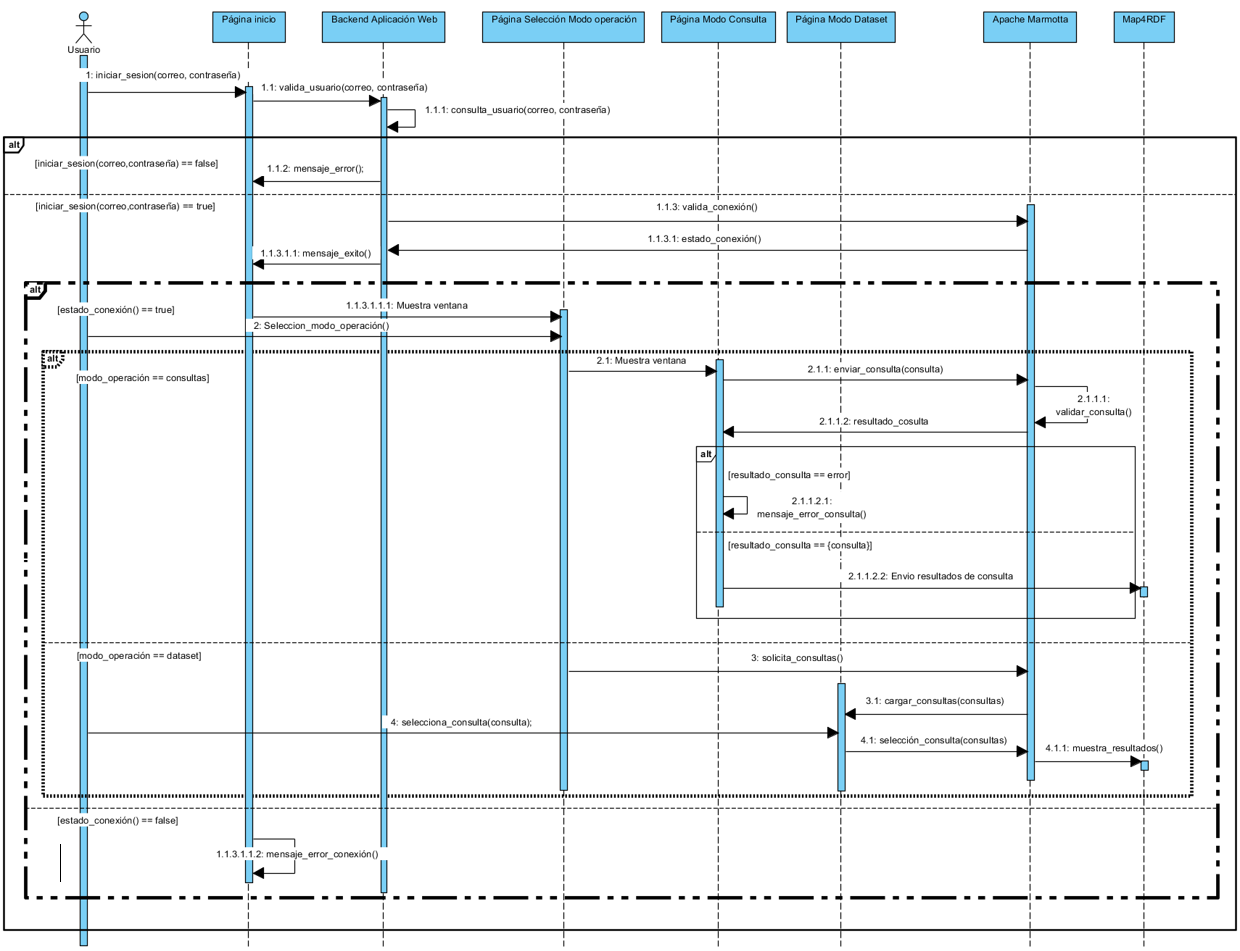 Página inicio
Backend Aplicación Web
Página Selección Modo operación
Página Modo Consulta
Página Modo Dataset
Apache Marmotta
Map4RDF
Usuario
1: iniciar_sesion(correo, contraseña)
1.1: valida_usuario(correo, contraseña)
1.1.1: consulta_usuario(correo, contraseña)
alt
[iniciar_sesion(correo,contraseña) == false]
1.1.2: mensaje_error();
[iniciar_sesion(correo,contraseña) == true]
1.1.3: valida_conexión()
1.1.3.1: estado_conexión()
1.1.3.1.1: mensaje_exito()
alt
[estado_conexión() == true]
1.1.3.1.1.1: Muestra ventana
2: Seleccion_modo_operación()
alt
[modo_operación == consultas]
2.1: Muestra ventana
2.1.1: enviar_consulta(consulta)
2.1.1.1:
validar_consulta()
2.1.1.2: resultado_cosulta
alt
[resultado_consulta == error]
2.1.1.2.1:
mensaje_error_consulta()
[resultado_consulta == {consulta}]
2.1.1.2.2: Envio resultados de consulta
[modo_operación == dataset]
3: solicita_consultas()
3.1: cargar_consultas(consultas)
4: selecciona_consulta(consulta);
4.1: selección_consulta(consultas)
4.1.1: muestra_resultados()
[estado_conexión() == false]
1.1.3.1.1.2: mensaje_error_conexión()